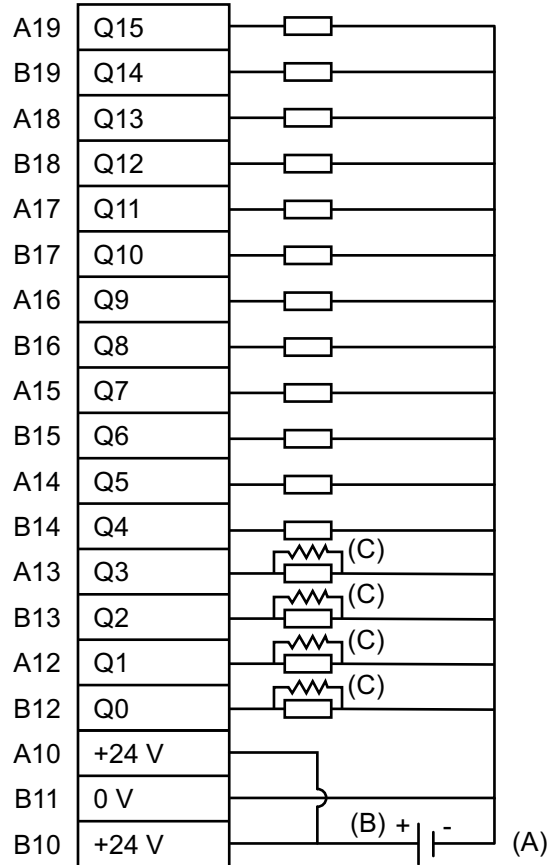 A19 Q15
B19 Q14
A18 Q13
B18 Q12
A17 Q11
B17 Q10
A16 Q9
B16 Q8
A15 Q7
B15 Q6
A14 Q5
B14 Q4
(C)
A13 Q3
(C)
B13 Q2
(C)
A12 Q1
(C)
B12 Q0
A10 +24 V
B11 0 V
B10 +24 V (B) + - (A)